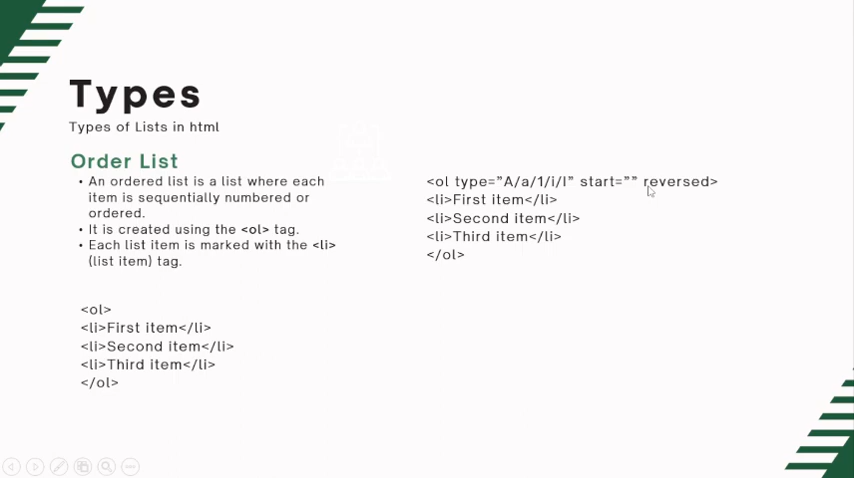 Types
Types of Lists in html
Order List
• An ordered list is a list where each
item is sequentially numbered or
ordered.
• It is created using the <ol> tag.
• Each list item is marked with the <li>
(list item) tag.
<ol>
<li>First item</li>
<li>Second item</li>
<li>Third item</li>
</ol>
<ol type="A/a/1/i/I" start="" reversed>
<li>First item</li>
<li>Second item</li>
<li>Third item</li>
</ol>